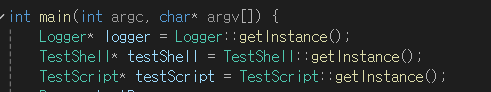 int main(int argc, char* argv[]) {
Logger* logger = Logger::getInstance();
TestShell* testShell = TestShell::getInstance();
TestScript* testScript = TestScript::getInstance();